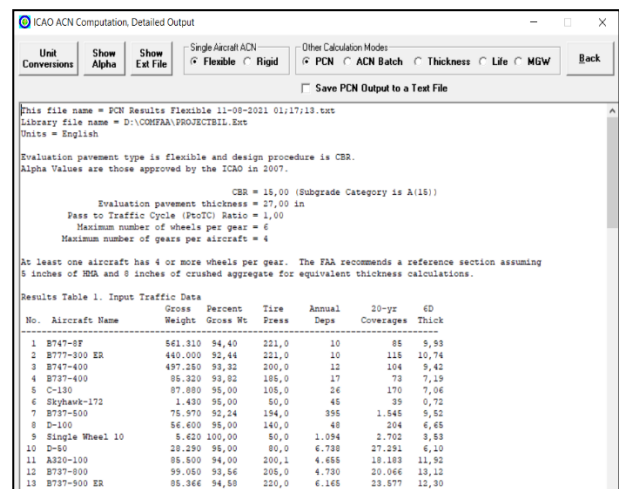 ICAO ACN Computation, Detailed Output
Unit Conversions
Show Alpha
Show Ext File
Single Aircraft ACN
Flexible Rigid
Other Calculation Modes
PCN ACN Batch Thickness Life MGW
Back
Save PCN Output to a Text File
This file name = PCN Results Flexible 11-08-2021 01;17;13.txt
Library file name = D:\COMFAA\PROJECTBIL.Ext
Units = English
Evaluation pavement type is flexible and design procedure is CBR.
Alpha Values are those approved by the ICAO in 2007.
CBR = 15,00 (Subgrade Category is A(15))
Evaluation pavement thickness = 27,00 in
Pass to Traffic Cycle (PtoTC) Ratio = 1,00
Maximum number of wheels per gear = 6
Maximum number of gears per aircraft = 4
At least one aircraft has 4 or more wheels per gear. The FAA recommends a reference section assuming
5 inches of HMA and 8 inches of crushed aggregate for equivalent thickness calculations.
Results Table 1. Input Traffic Data
Gross Percent Tire Annual 20-yr 6D
No. Aircraft Name Weight Gross Wt Press Deps Coverages Thick
1 B747-8F 561.310 94,40 221,0 10 85 9,93
2 B777-300 ER 440.000 92,44 221,0 10 115 10,74
3 B747-400 497.250 93,32 200,0 12 104 9,42
4 B737-400 85.320 93,82 185,0 17 73 7,19
5 C-130 87.880 95,00 105,0 26 170 7,06
6 Skyhawk-172 1.430 95,00 50,0 45 39 0,72
7 B737-500 75.970 92,24 194,0 395 1.545 9,52
8 D-100 56.600 95,00 140,0 48 204 6,65
9 Single Wheel 10 5.620 100,00 50,0 1.094 2.702 3,53
10 D-50 28.290 95,00 80,0 6.738 27.291 6,10
11 A320-100 85.500 94,00 200,1 4.655 18.183 11,92
12 B737-800 99.050 93,56 205,0 4.730 20.066 13,12
13 B737-900 ER 85.366 94,58 220,0 6.165 23.577 12,30